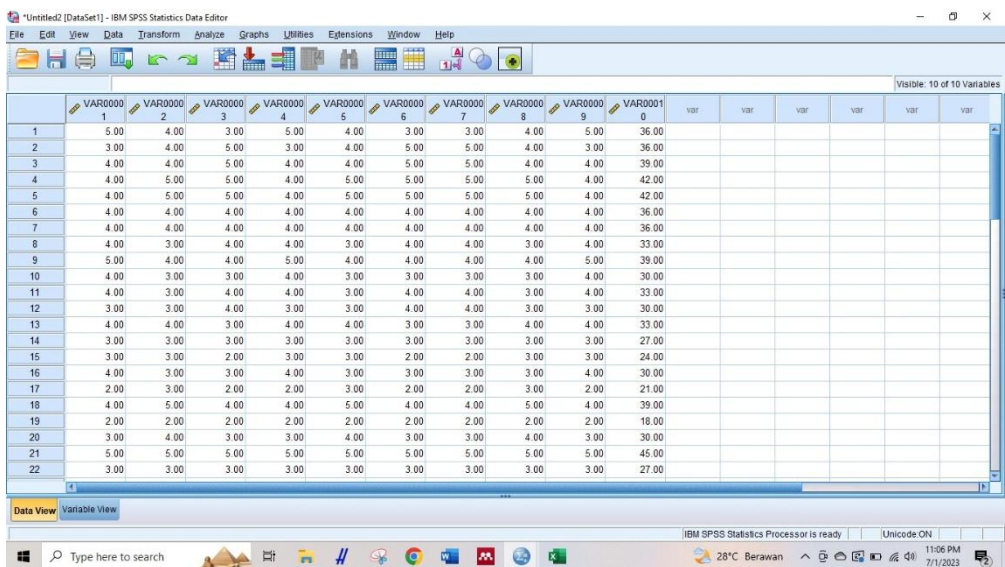 *Untitled2 [DataSet1] - IBM SPSS Statistics Data Editor
File Edit View Data Transform Analyze Graphs Utilities Extensions Window Help
Visible: 10 of 10 Variables
VAR00001 VAR00002 VAR00003 VAR00004 VAR00005 VAR00006 VAR00007 VAR00008 VAR00009 VAR00010 var var var var var var
1 5.00 4.00 3.00 5.00 4.00 3.00 3.00 4.00 5.00 36.00
2 3.00 4.00 5.00 3.00 4.00 5.00 5.00 4.00 3.00 36.00
3 4.00 4.00 5.00 4.00 4.00 5.00 5.00 4.00 4.00 39.00
4 4.00 5.00 5.00 4.00 5.00 5.00 5.00 5.00 4.00 42.00
5 4.00 5.00 5.00 4.00 5.00 5.00 5.00 5.00 4.00 42.00
6 4.00 4.00 4.00 4.00 4.00 4.00 4.00 4.00 4.00 36.00
7 4.00 4.00 4.00 4.00 4.00 4.00 4.00 4.00 4.00 36.00
8 4.00 3.00 4.00 4.00 3.00 4.00 4.00 3.00 4.00 33.00
9 5.00 4.00 4.00 5.00 4.00 4.00 4.00 4.00 5.00 39.00
10 4.00 3.00 3.00 4.00 3.00 3.00 3.00 3.00 4.00 30.00
11 4.00 3.00 4.00 4.00 3.00 4.00 4.00 3.00 4.00 33.00
12 3.00 3.00 4.00 3.00 3.00 4.00 4.00 3.00 3.00 30.00
13 4.00 4.00 3.00 4.00 4.00 3.00 3.00 4.00 4.00 33.00
14 3.00 3.00 3.00 3.00 3.00 3.00 3.00 3.00 3.00 27.00
15 3.00 3.00 2.00 3.00 3.00 2.00 2.00 3.00 3.00 24.00
16 4.00 3.00 3.00 4.00 3.00 3.00 3.00 3.00 4.00 30.00
17 2.00 3.00 2.00 2.00 3.00 2.00 2.00 3.00 2.00 21.00
18 4.00 5.00 4.00 4.00 5.00 4.00 4.00 5.00 4.00 39.00
19 2.00 2.00 2.00 2.00 2.00 2.00 2.00 2.00 2.00 18.00
20 3.00 4.00 3.00 3.00 4.00 3.00 3.00 4.00 3.00 30.00
21 5.00 5.00 5.00 5.00 5.00 5.00 5.00 5.00 5.00 45.00
22 3.00 3.00 3.00 3.00 3.00 3.00 3.00 3.00 3.00 27.00
Data View Variable View
IBM SPSS Statistics Processor is ready Unicode:ON
Type here to search 28°C Berawan 11:06 PM
7/1/2023